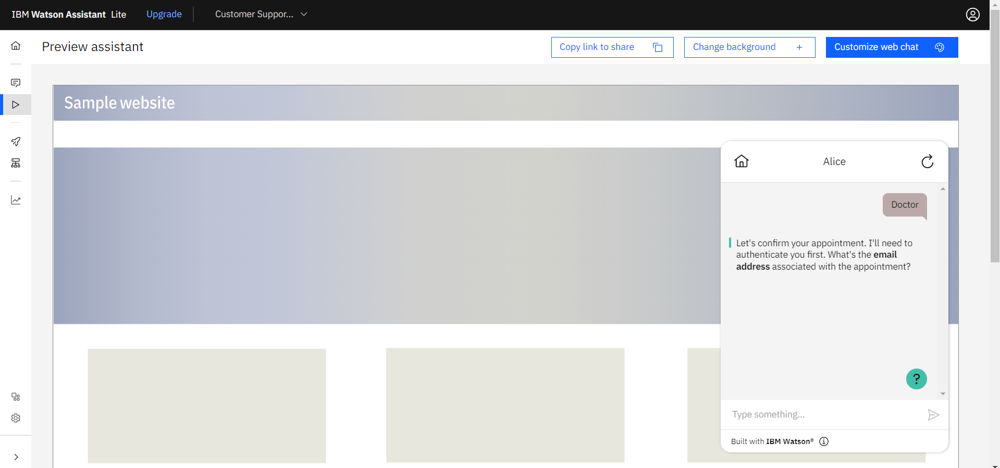 IBM Watson Assistant Lite
Upgrade
Customer Suppor...
Preview assistant
Copy link to share
Change background +
Customize web chat
Sample website
Alice
Doctor
Let's confirm your appointment. I'll need to
authenticate you first. What's the email
address associated with the appointment?
?
Type something...
Built with IBM Watson®